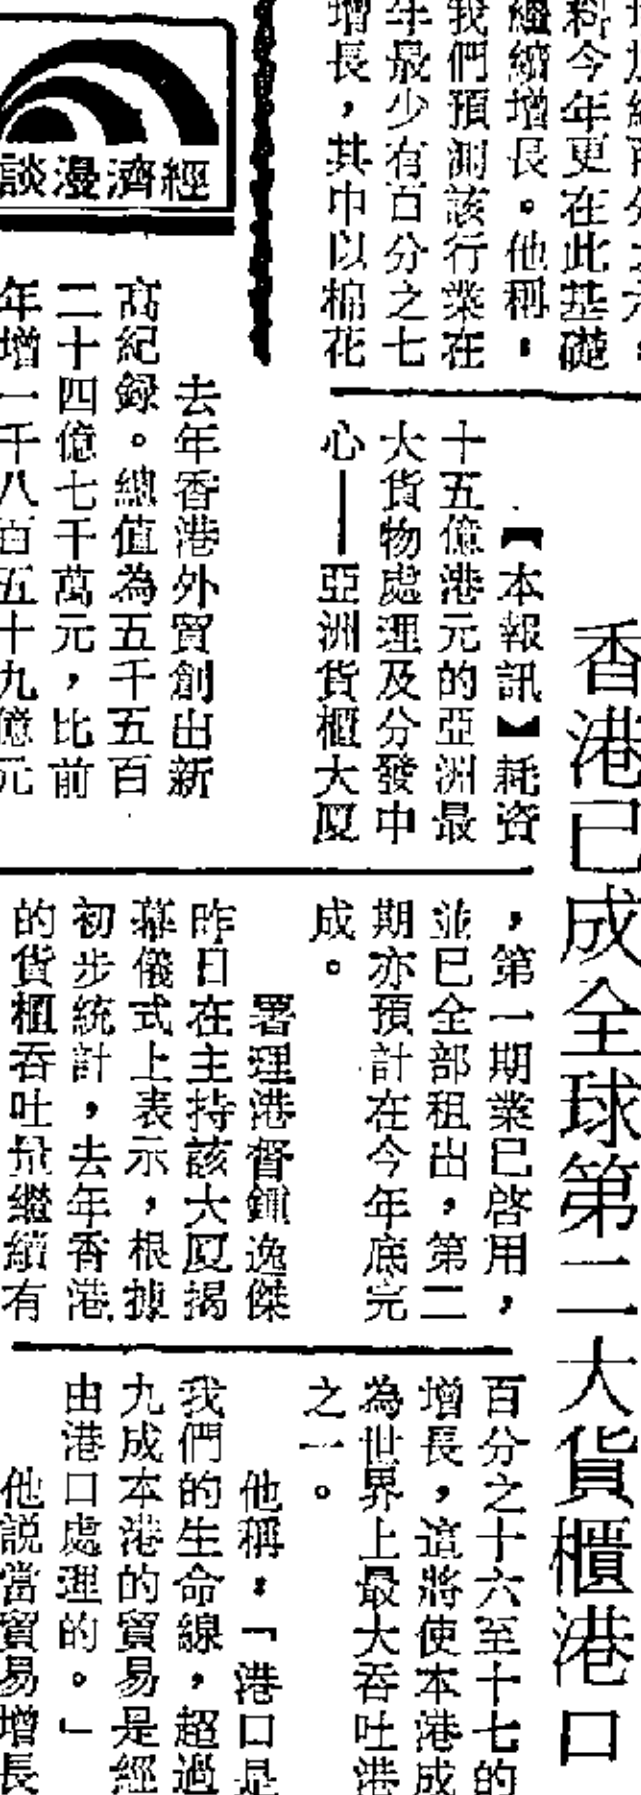 料今年更在此基礎
繼續增長。他稱：
我們預測該行業在
年最少有百分之七
增長，其中以棉花
香港已成全球第二大貨櫃港口
【本報訊】耗資
十五億港元的亞洲最
大貨物處理及分發中
心——亞洲貨櫃大厦
，第一期業已啓用，
並已全部租出，第二
期亦預計在今年底完
成。
署理港督鍾逸傑
昨日在主持該大厦揭
幕儀式上表示，根據
初步統計，去年香港
的貨櫃吞吐量繼續有
百分之十六至十七的
增長，這將使本港成
為世界上最大吞吐港
之一。
他稱：「港口是
我們的生命線，超過
九成本港的貿易是經
由港口處理的。」
他説當貿易增長
經濟漫談
去年香港外貿創出新
高紀錄。總值為五千五百
二十四億七千萬元，比前
年增一千八百五十九億元